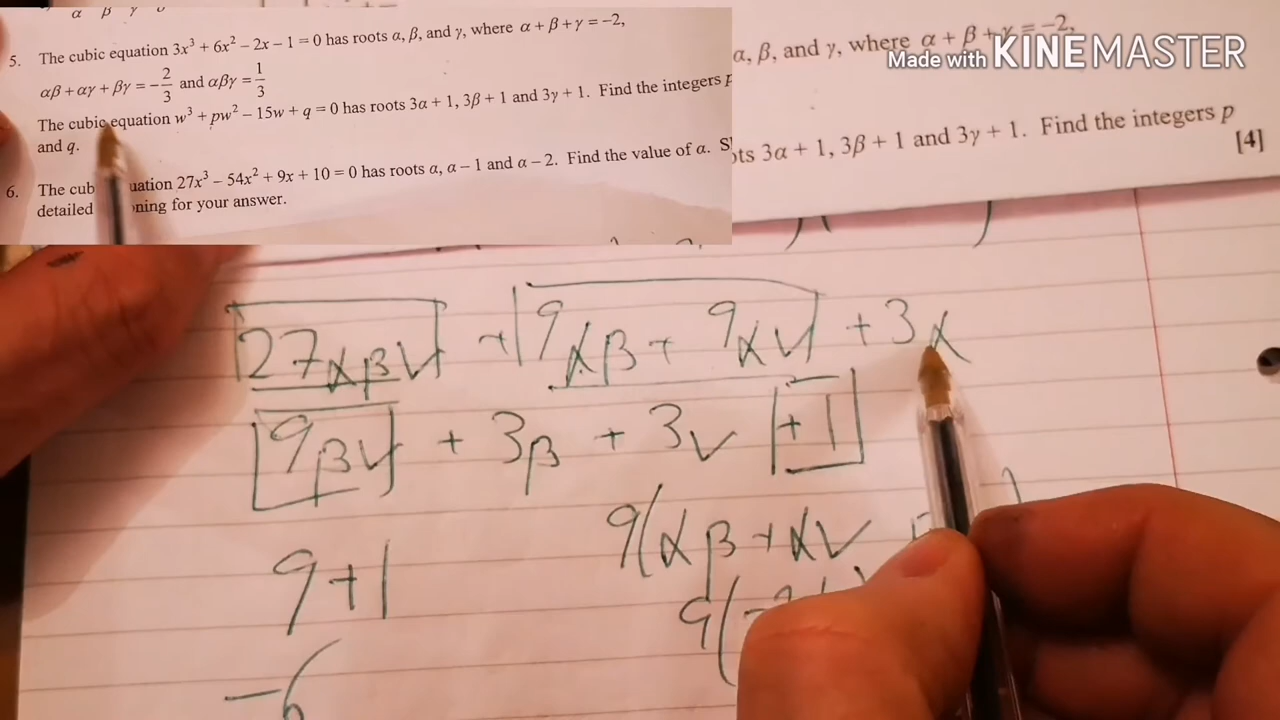 α β γ
5. The cubic equation 3x³ + 6x² − 2x − 1 = 0 has roots α, β, and γ, where α + β + γ = −2,
αβ + αγ + βγ = −2/3 and αβγ = 1/3
The cubic equation w³ + pw² − 15w + q = 0 has roots 3α + 1, 3β + 1 and 3γ + 1. Find the integers p
and q.
6. The cub uation 27x³ − 54x² + 9x + 10 = 0 has roots α, α − 1 and α − 2. Find the value of α. S
detailed ning for your answer.
α, β, and γ, where α + β + γ = −2,
Made with KINEMASTER
ots 3α + 1, 3β + 1 and 3γ + 1. Find the integers p
[4]
27αβγ + 9αβ + 9αγ + 3α
9βγ + 3β + 3γ + 1
9(αβ + αγ
9 + 1
9(−2
−6